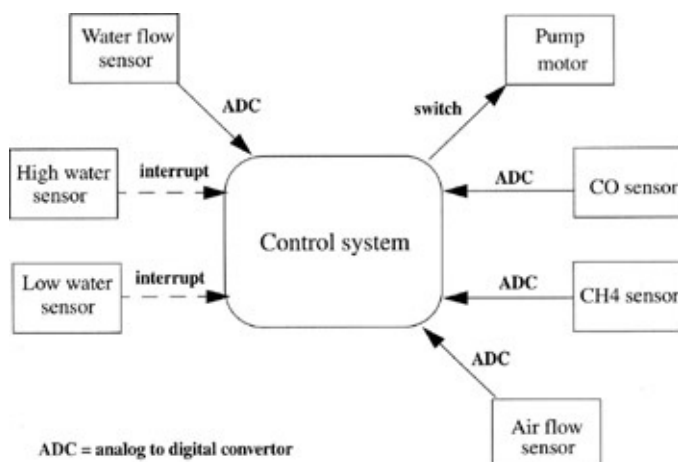 Water flow
sensor
Pump
motor
ADC
switch
High water
sensor
interrupt
ADC
CO sensor
Control system
Low water
sensor
interrupt
ADC
CH4 sensor
ADC
Air flow
sensor
ADC = analog to digital convertor